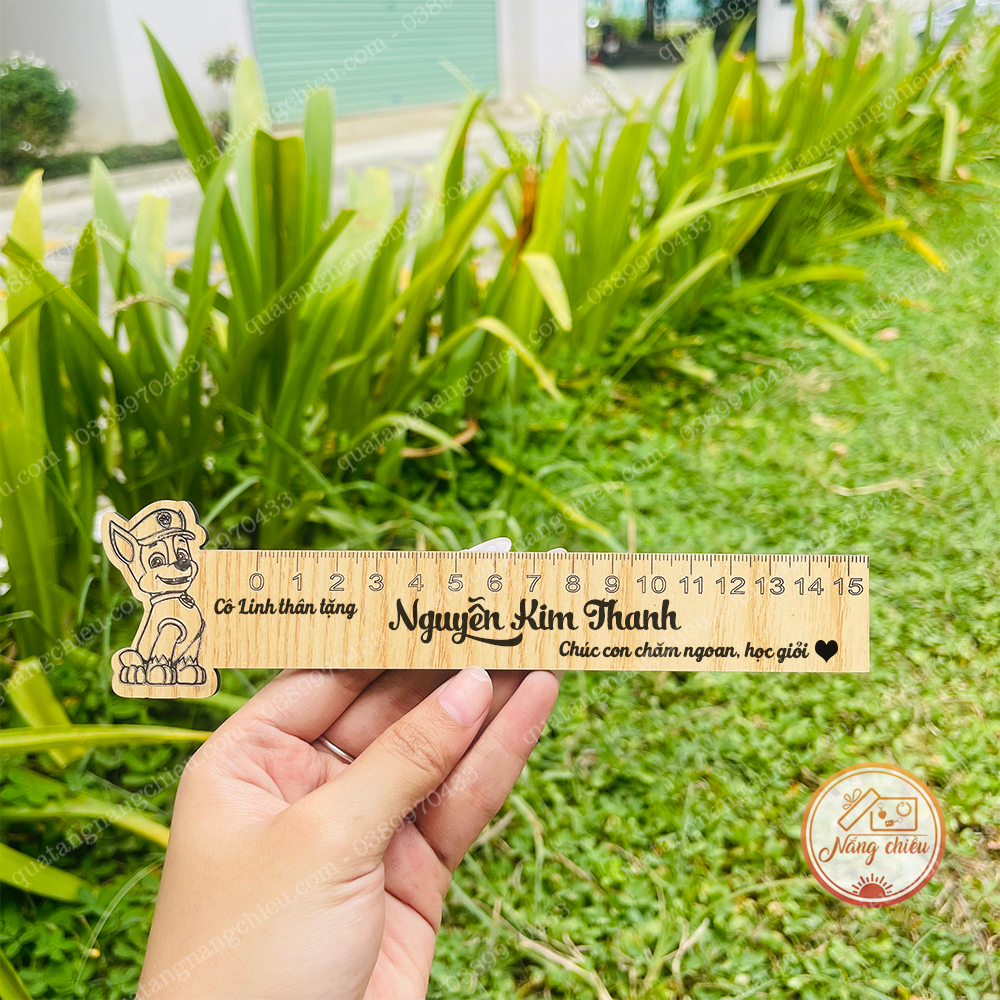 0 1 2 3 4 5 6 7 8 9 10 11 12 13 14 15
Cô Linh thân tặng
Nguyễn Kim Thanh
Chúc con chăm ngoan, học giỏi
Nắng chiều
quatangnangchieu.com - 0389970433